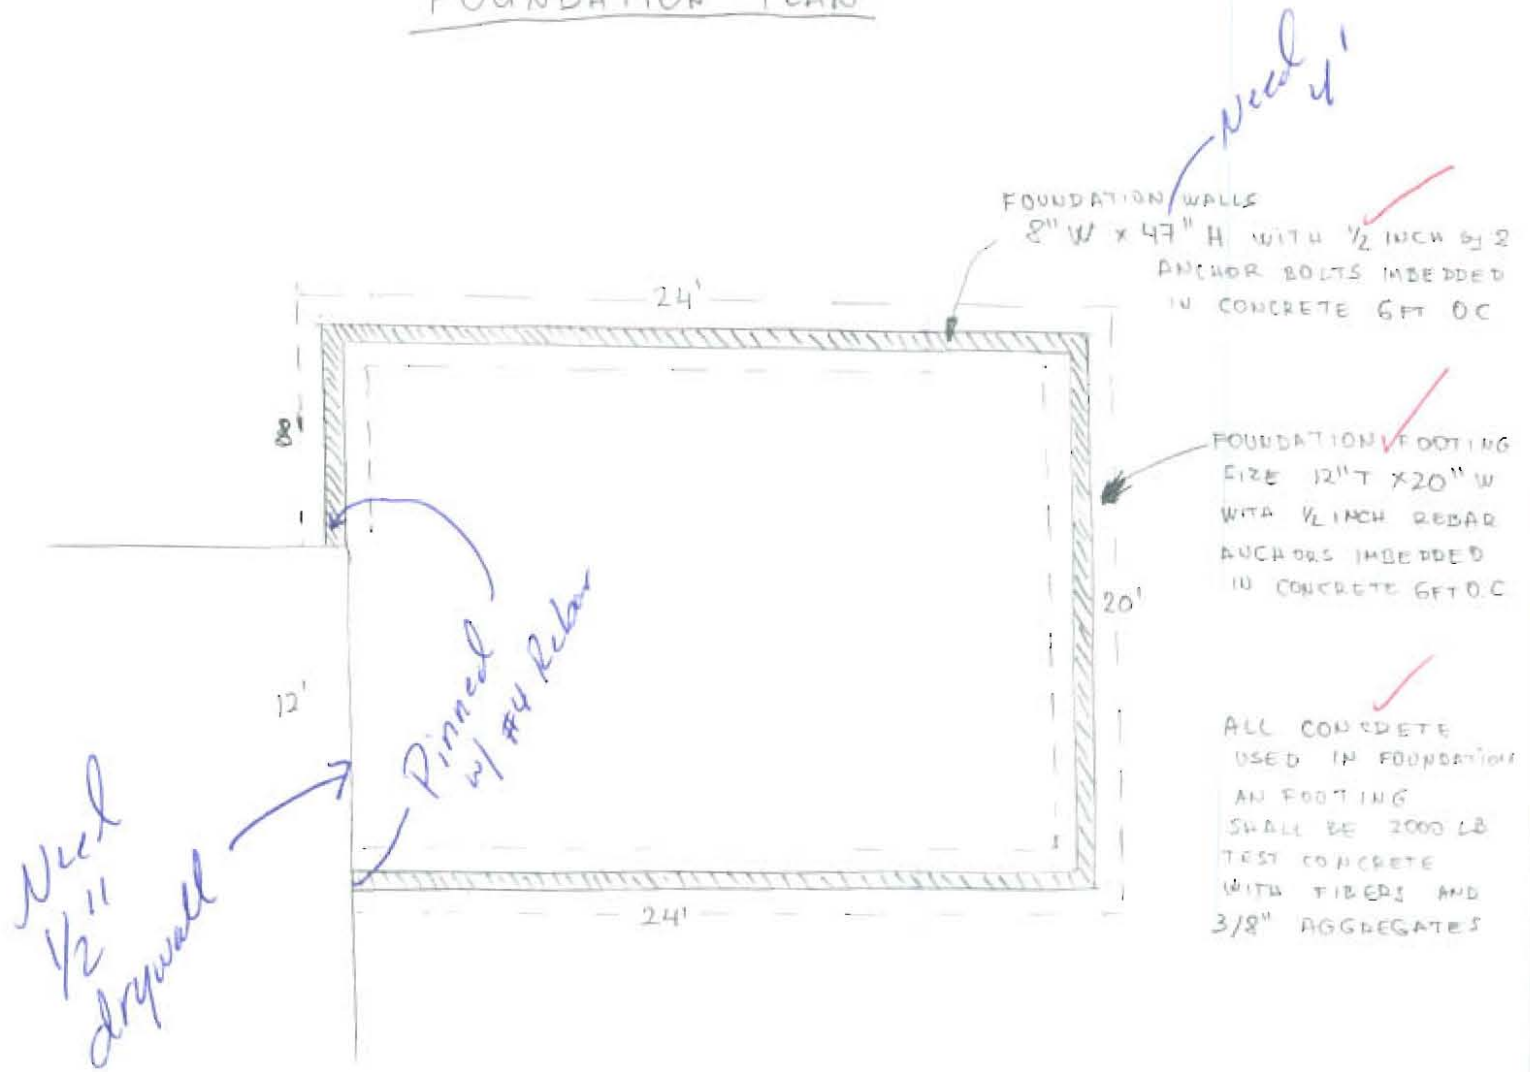 FOUNDATION PLAN
Need
4'
FOUNDATION WALLS
8" W x 47" H WITH 1/2 INCH by 8
ANCHOR BOLTS IMBEDDED
IN CONCRETE 6FT OC
24'
8'
FOUNDATION FOOTING
SIZE 12"T x20" W
WITH 1/2 INCH REBAR
ANCHORS IMBEDDED
IN CONCRETE 6FT O.C
20'
12'
Pinned
w/ #4 Rebar
ALL CONCRETE
USED IN FOUNDATION
AN FOOTING
SHALL BE 2000 LB
TEST CONCRETE
WITH FIBERS AND
3/8" AGGREGATES
Need
1/2"
drywall
24'